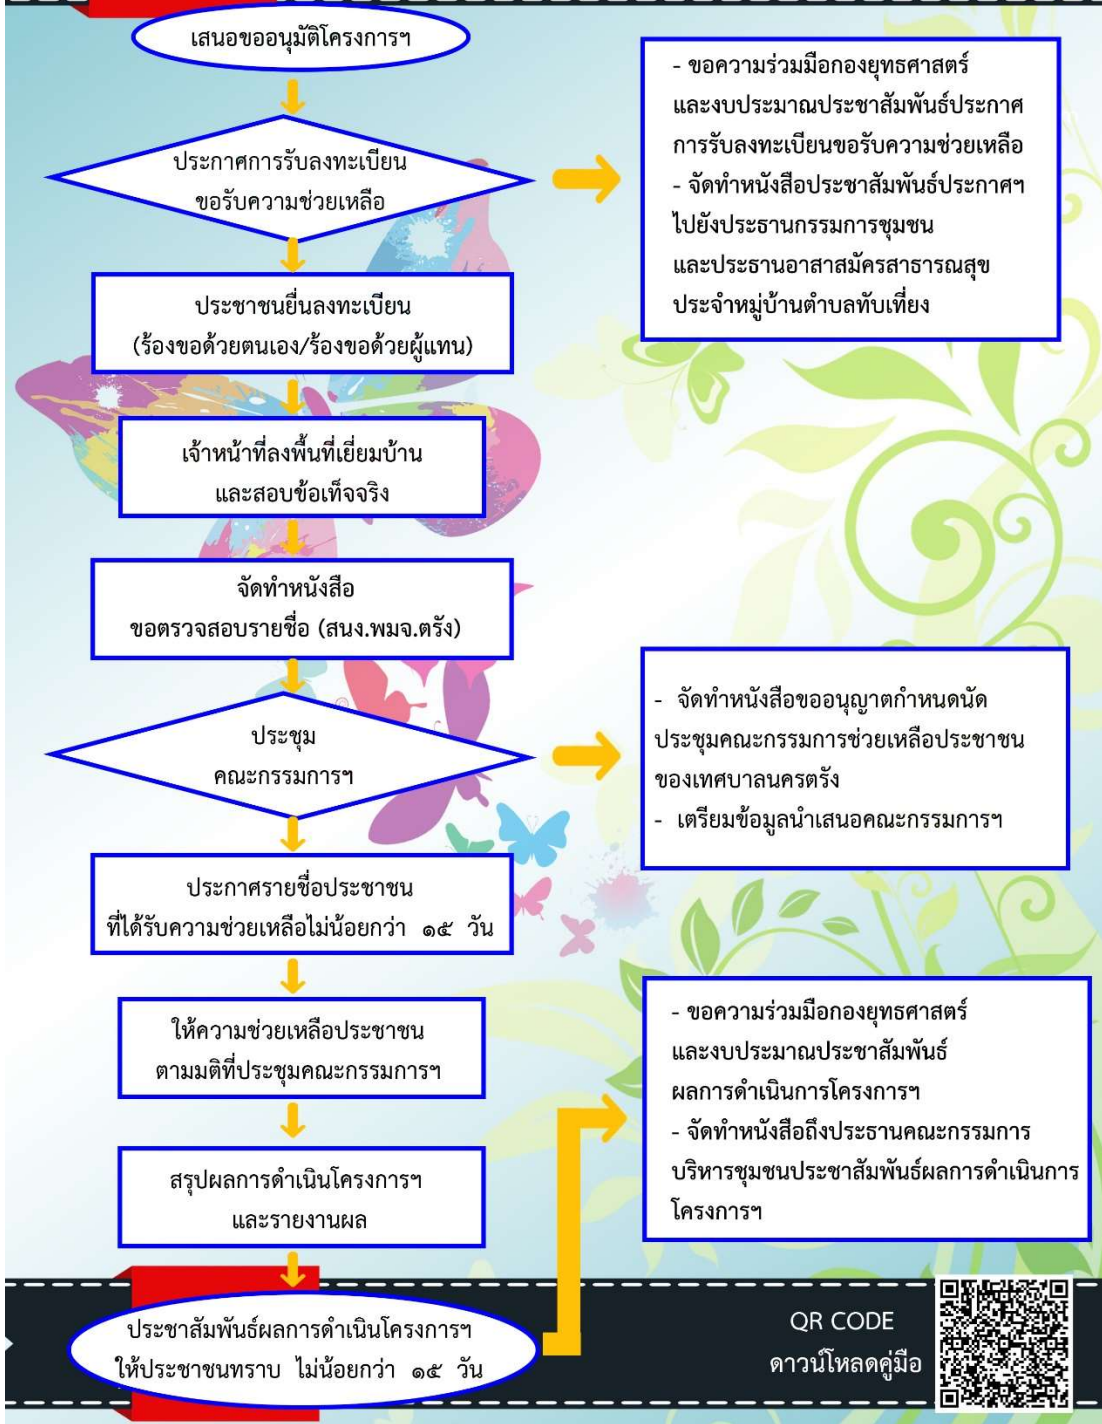 เสนอขออนุมัติโครงการฯ
ประกาศการรับลงทะเบียน
ขอรับความช่วยเหลือ
- ขอความร่วมมือกองยุทธศาสตร์
และงบประมาณประชาสัมพันธ์ประกาศ
การรับลงทะเบียนขอรับความช่วยเหลือ
- จัดทำหนังสือประชาสัมพันธ์ประกาศฯ
ไปยังประธานกรรมการชุมชน
และประธานอาสาสมัครสาธารณสุข
ประจำหมู่บ้านตำบลทับเที่ยง
ประชาชนยื่นลงทะเบียน
(ร้องขอด้วยตนเอง/ร้องขอด้วยผู้แทน)
เจ้าหน้าที่ลงพื้นที่เยี่ยมบ้าน
และสอบข้อเท็จจริง
จัดทำหนังสือ
ขอตรวจสอบรายชื่อ (สนง.พมจ.ตรัง)
ประชุม
คณะกรรมการฯ
- จัดทำหนังสือขออนุญาตกำหนดนัด
ประชุมคณะกรรมการช่วยเหลือประชาชน
ของเทศบาลนครตรัง
- เตรียมข้อมูลนำเสนอคณะกรรมการฯ
ประกาศรายชื่อประชาชน
ที่ได้รับความช่วยเหลือไม่น้อยกว่า ๑๕ วัน
ให้ความช่วยเหลือประชาชน
ตามมติที่ประชุมคณะกรรมการฯ
สรุปผลการดำเนินโครงการฯ
และรายงานผล
ประชาสัมพันธ์ผลการดำเนินโครงการฯ
ให้ประชาชนทราบ ไม่น้อยกว่า ๑๕ วัน
- ขอความร่วมมือกองยุทธศาสตร์
และงบประมาณประชาสัมพันธ์
ผลการดำเนินการโครงการฯ
- จัดทำหนังสือถึงประธานคณะกรรมการ
บริหารชุมชนประชาสัมพันธ์ผลการดำเนินการ
โครงการฯ
QR CODE
ดาวน์โหลดคู่มือ